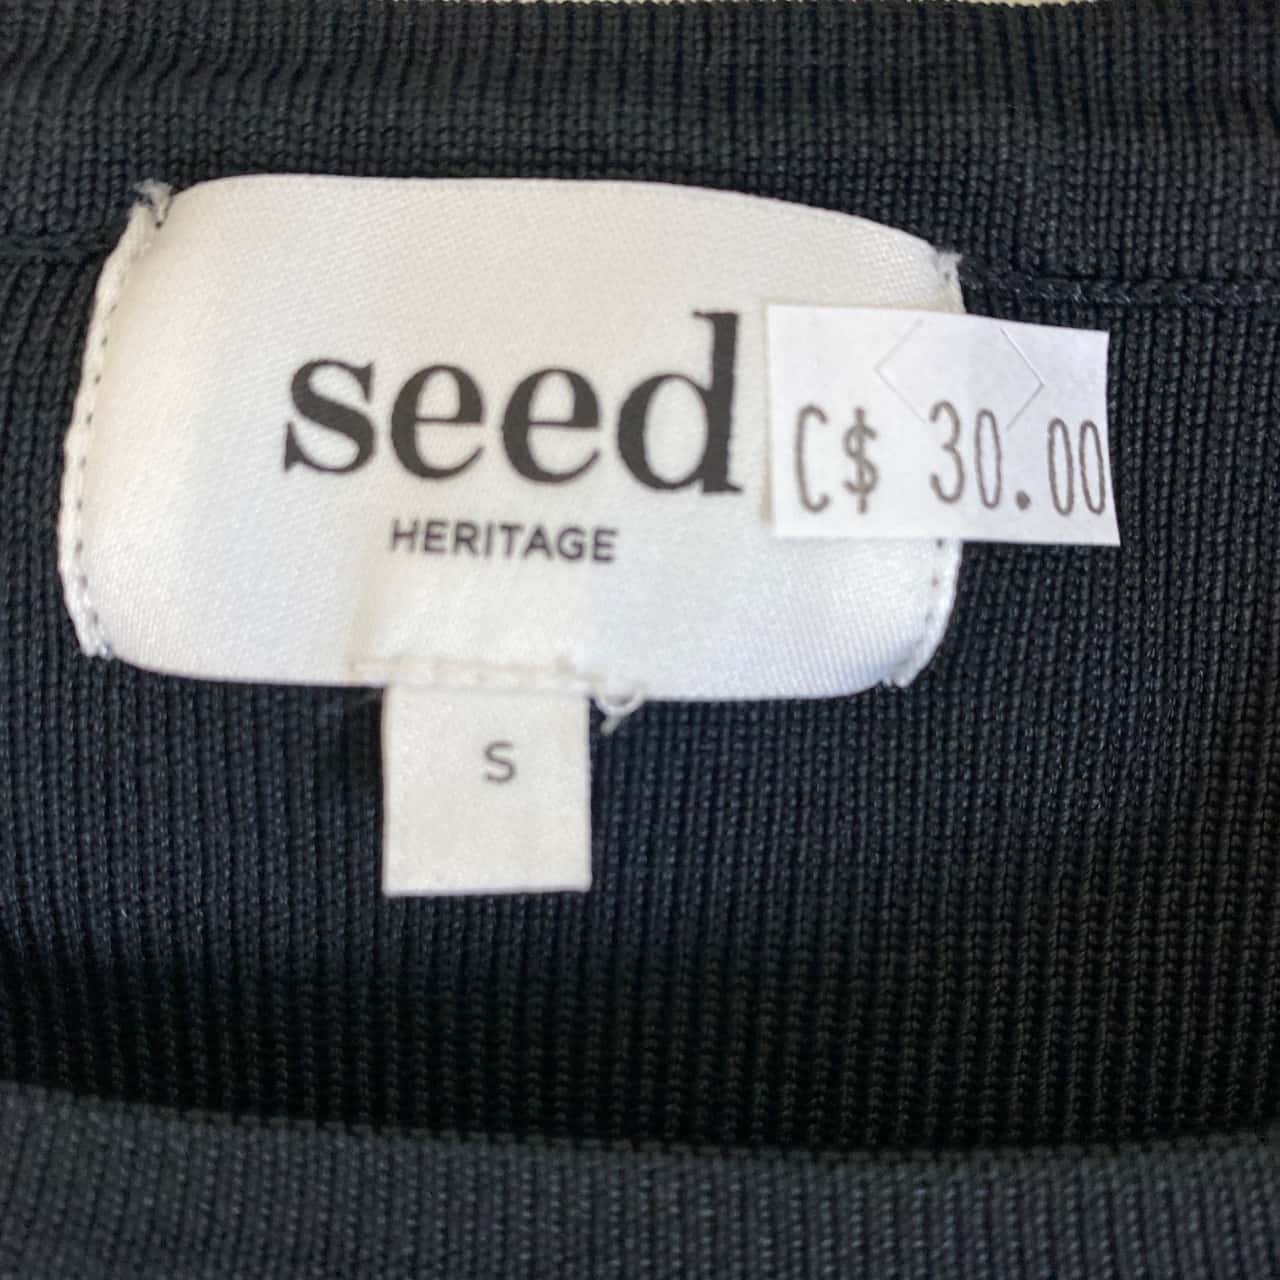 seed
HERITAGE
C$ 30.00
S